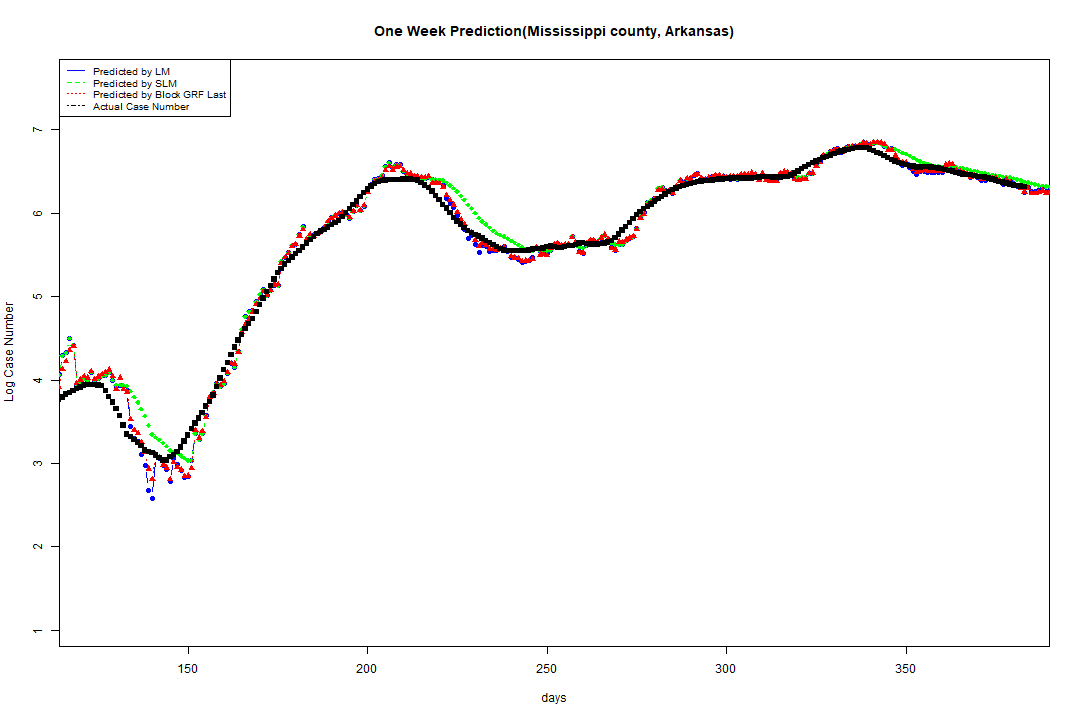 One Week Prediction(Mississippi county, Arkansas)
Predicted by LM
Predicted by SLM
Predicted by Block GRF Last
Actual Case Number
7
6
5
4
3
2
1
Log Case Number
150 200 250 300 350
days